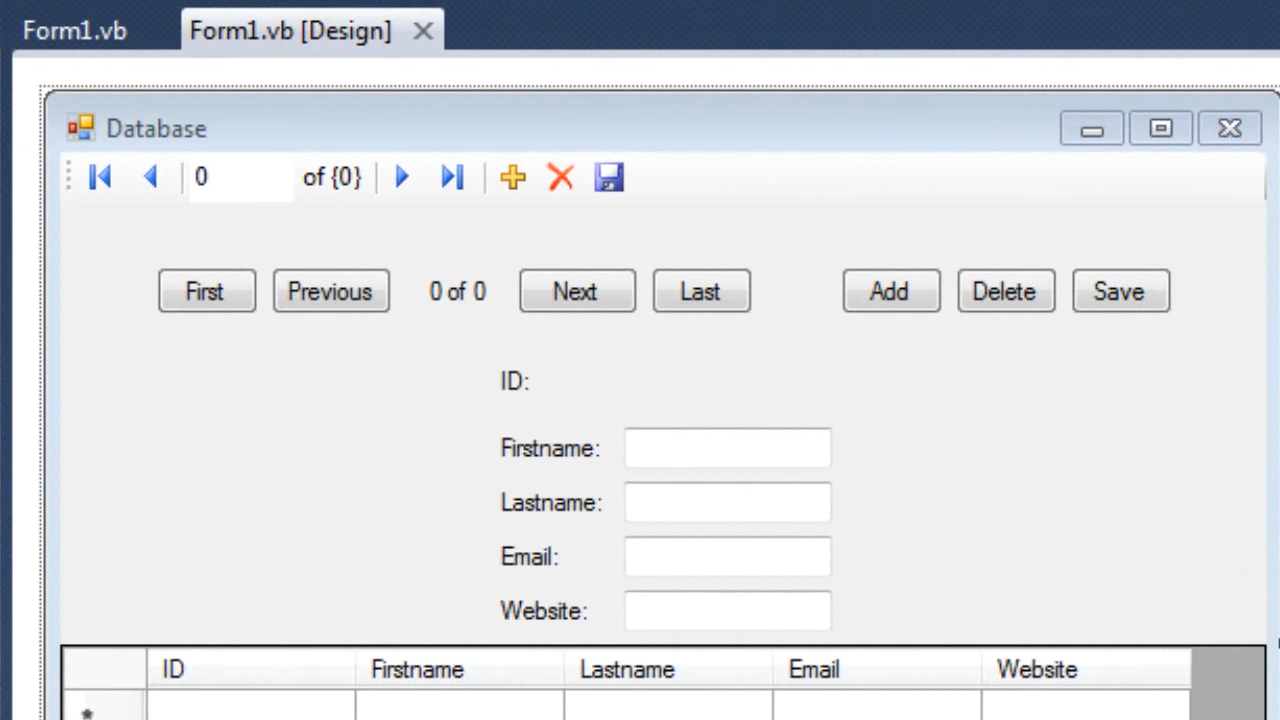 Form1.vb Form1.vb [Design]
Database
0 of {0}
First Previous 0 of 0 Next Last Add Delete Save
ID:
Firstname:
Lastname:
Email:
Website:
ID Firstname Lastname Email Website
*